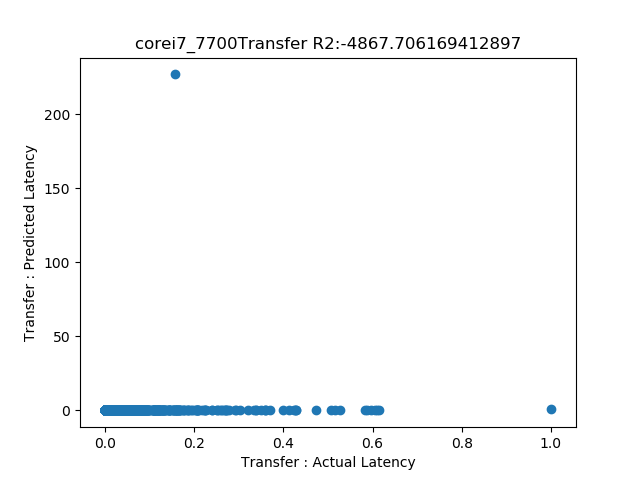 corei7_7700Transfer R2:-4867.706169412897
Transfer : Predicted Latency
200
150
100
50
0
0.0 0.2 0.4 0.6 0.8 1.0
Transfer : Actual Latency